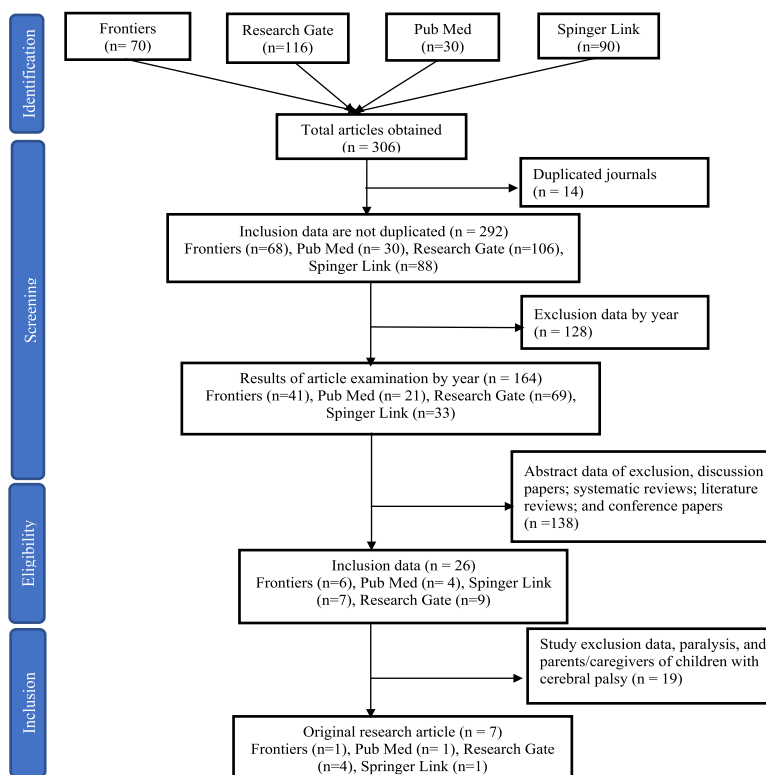 Identification
Frontiers
(n= 70)
Research Gate
(n=116)
Pub Med
(n=30)
Spinger Link
(n=90)
Total articles obtained
(n = 306)
Screening
Duplicated journals
(n = 14)
Inclusion data are not duplicated (n = 292)
Frontiers (n=68), Pub Med (n= 30), Research Gate (n=106),
Spinger Link (n=88)
Exclusion data by year
(n = 128)
Results of article examination by year (n = 164)
Frontiers (n=41), Pub Med (n= 21), Research Gate (n=69),
Spinger Link (n=33)
Abstract data of exclusion, discussion
papers; systematic reviews; literature
reviews; and conference papers
(n =138)
Eligibility
Inclusion data (n = 26)
Frontiers (n=6), Pub Med (n= 4), Spinger Link
(n=7), Research Gate (n=9)
Inclusion
Study exclusion data, paralysis, and
parents/caregivers of children with
cerebral palsy (n = 19)
Original research article (n = 7)
Frontiers (n=1), Pub Med (n= 1), Research Gate
(n=4), Springer Link (n=1)